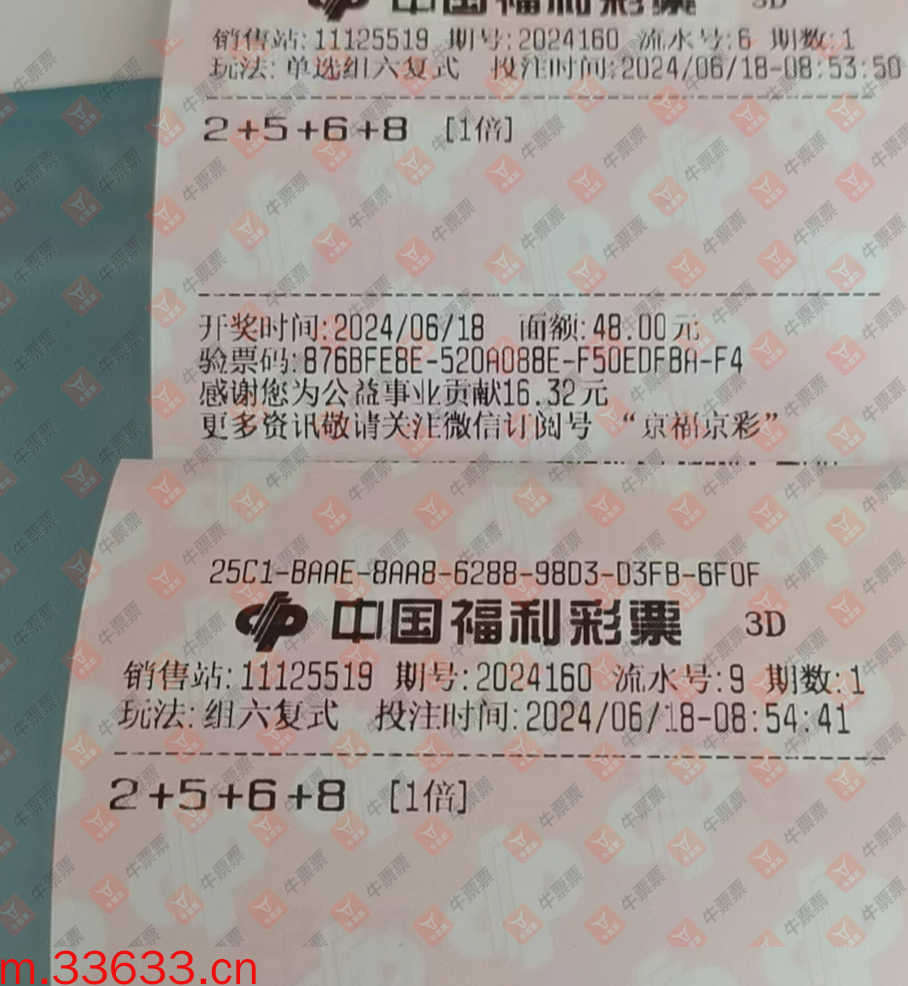 中国福利彩票 3D
销售站:11125519 期号:2024160 流水号:6 期数:1
玩法:单选组六复式 投注时间:2024/06/18-08:53:50
2+5+6+8 [1倍]
开奖时间:2024/06/18 面额:48.00元
验票码:876BFE8E-520A088E-F50EDFBA-F4
感谢您为公益事业贡献16.32元
更多资讯敬请关注微信订阅号 “京福京彩”
25C1-BAAE-8AA8-6288-98D3-D3FB-6F0F
中国福利彩票 3D
销售站:11125519 期号:2024160 流水号:9 期数:1
玩法:组六复式 投注时间:2024/06/18-08:54:41
2+5+6+8 [1倍]
牛票票
m.33633.cn